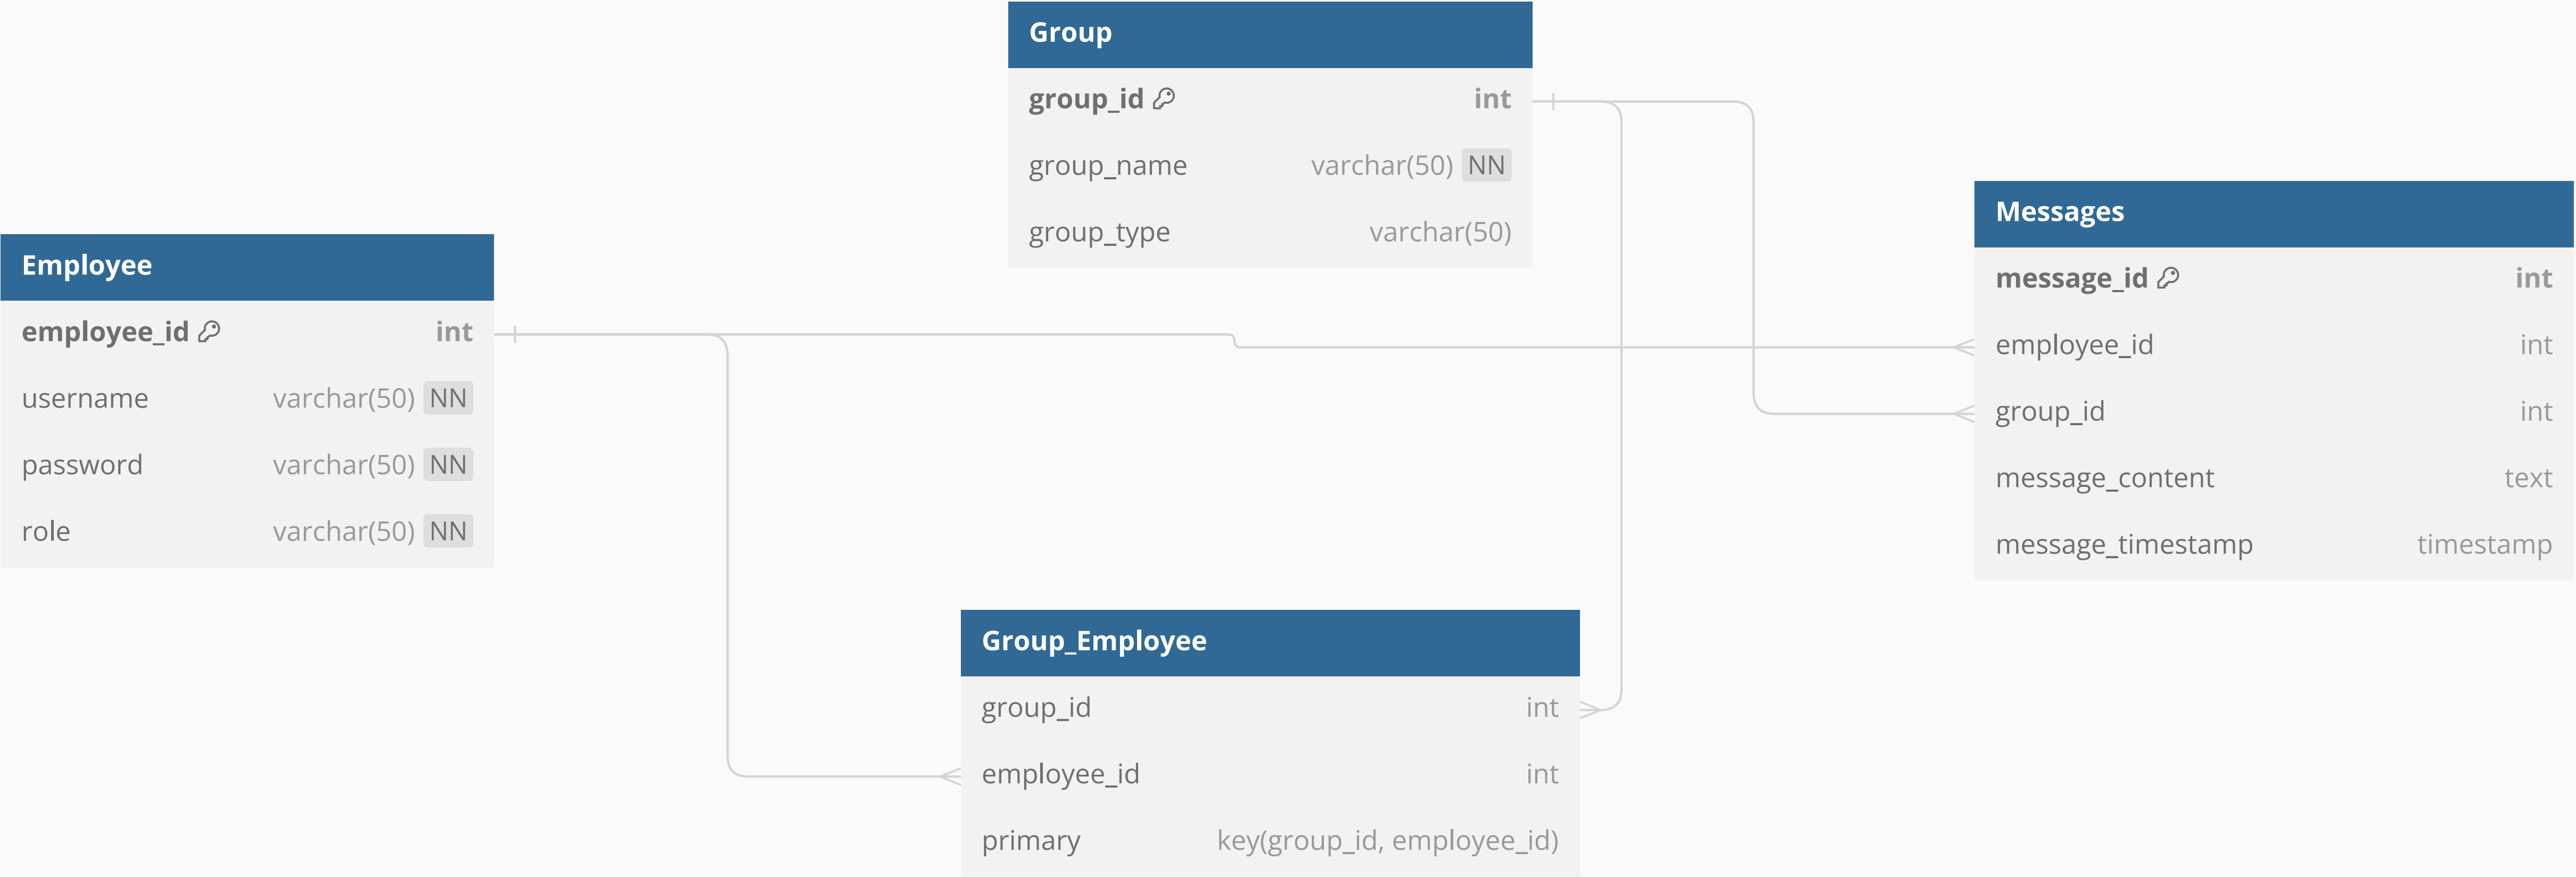 Group
group_id int
group_name varchar(50) NN
group_type varchar(50)
Employee
employee_id int
username varchar(50) NN
password varchar(50) NN
role varchar(50) NN
Messages
message_id int
employee_id int
group_id int
message_content text
message_timestamp timestamp
Group_Employee
group_id int
employee_id int
primary key(group_id, employee_id)